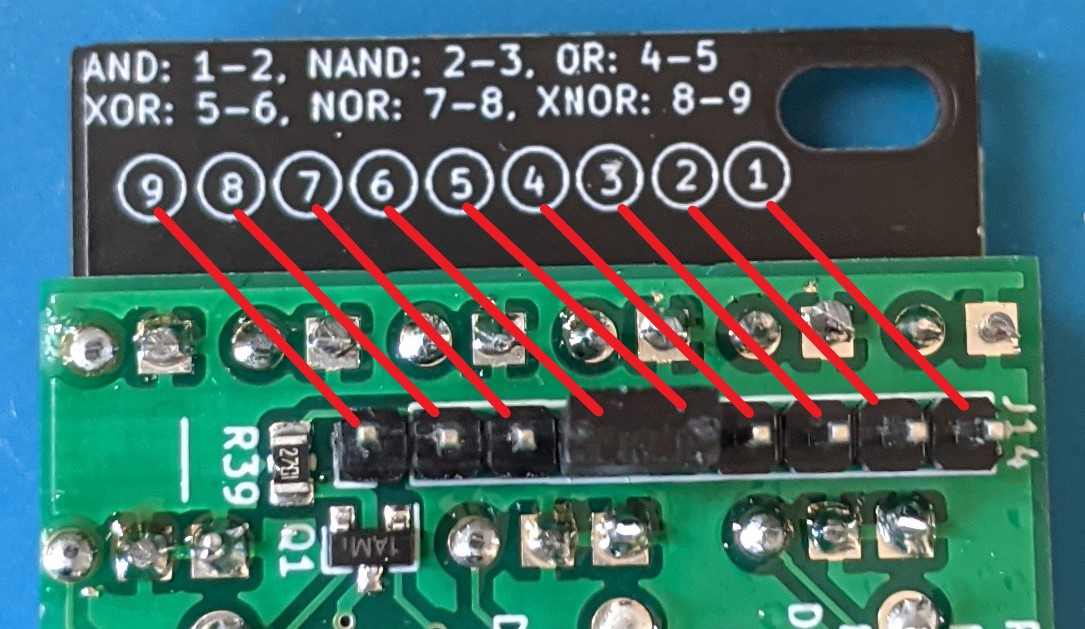 AND: 1-2, NAND: 2-3, OR: 4-5
XOR: 5-6, NOR: 7-8, XNOR: 8-9
9 8 7 6 5 4 3 2 1
J14
R39
Q1
1AM
D
D